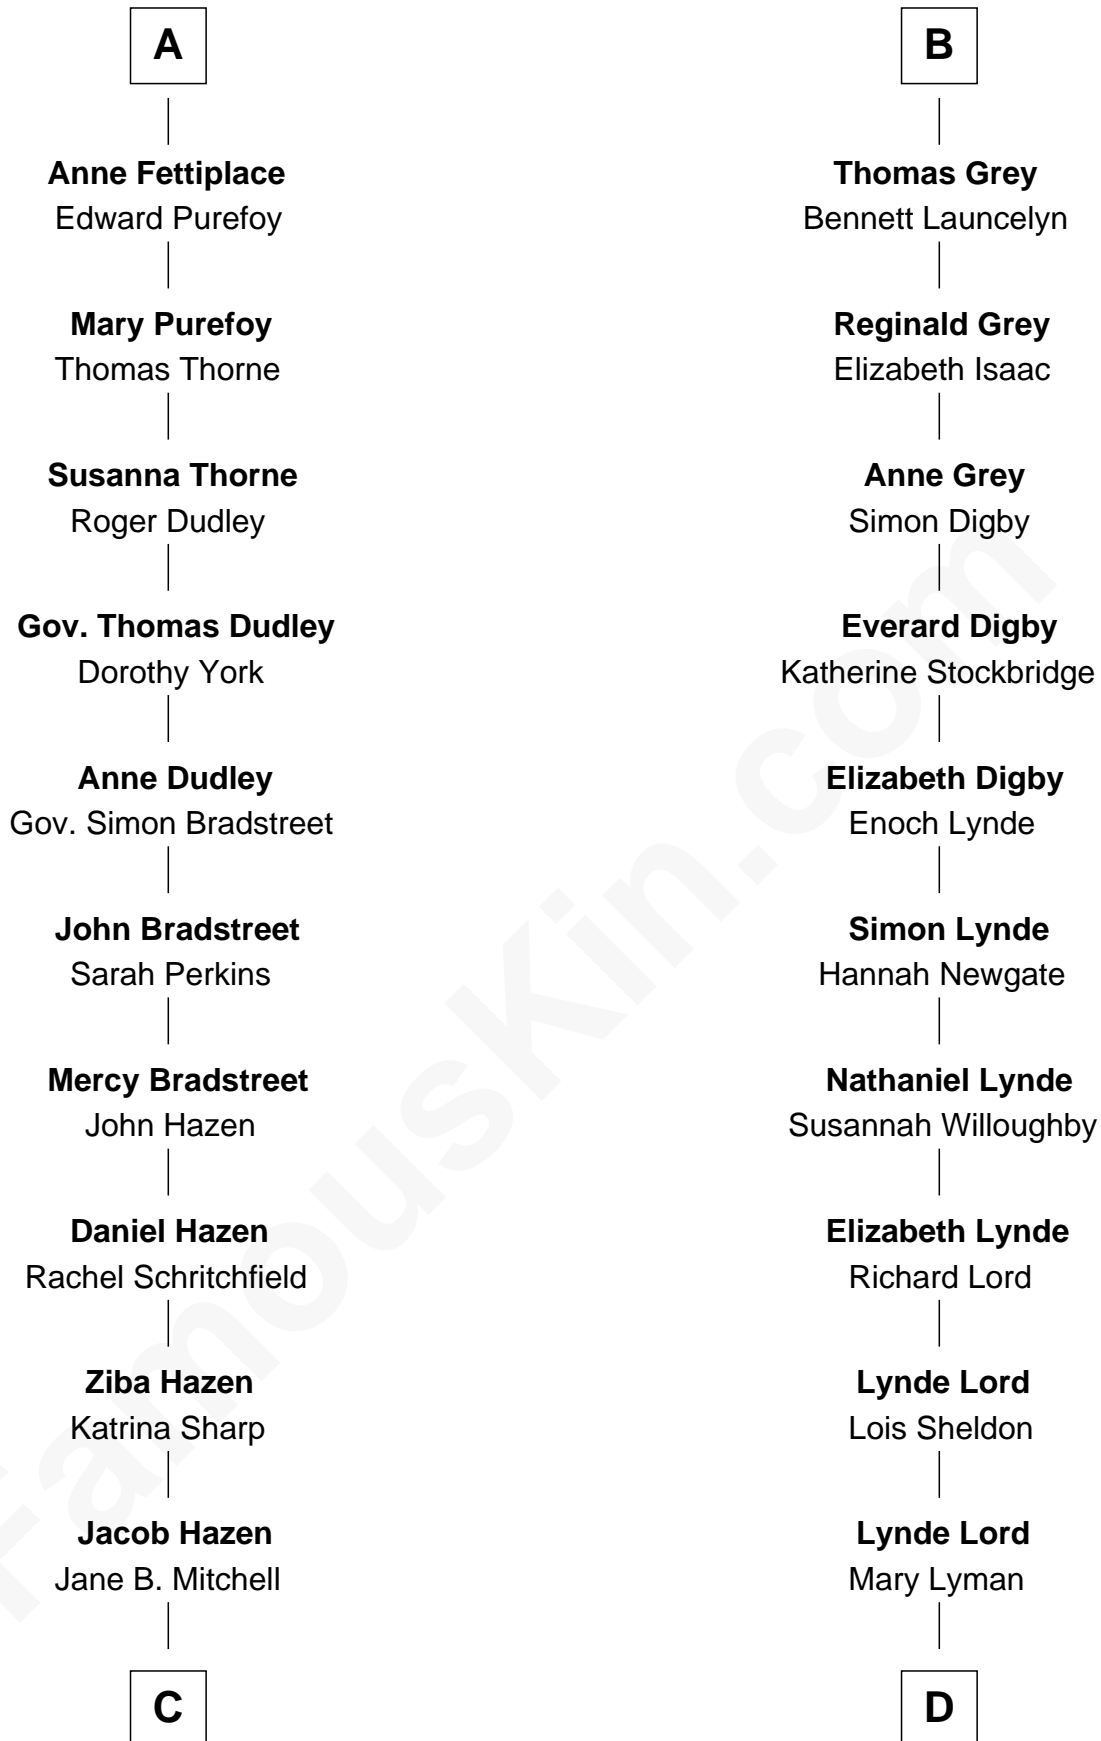 A
Anne Fettiplace
Edward Purefoy
Mary Purefoy
Thomas Thorne
Susanna Thorne
Roger Dudley
Gov. Thomas Dudley
Dorothy York
Anne Dudley
Gov. Simon Bradstreet
John Bradstreet
Sarah Perkins
Mercy Bradstreet
John Hazen
Daniel Hazen
Rachel Schritchfield
Ziba Hazen
Katrina Sharp
Jacob Hazen
Jane B. Mitchell
C
B
Thomas Grey
Bennett Launcelyn
Reginald Grey
Elizabeth Isaac
Anne Grey
Simon Digby
Everard Digby
Katherine Stockbridge
Elizabeth Digby
Enoch Lynde
Simon Lynde
Hannah Newgate
Nathaniel Lynde
Susannah Willoughby
Elizabeth Lynde
Richard Lord
Lynde Lord
Lois Sheldon
Lynde Lord
Mary Lyman
D
FamousKin.com